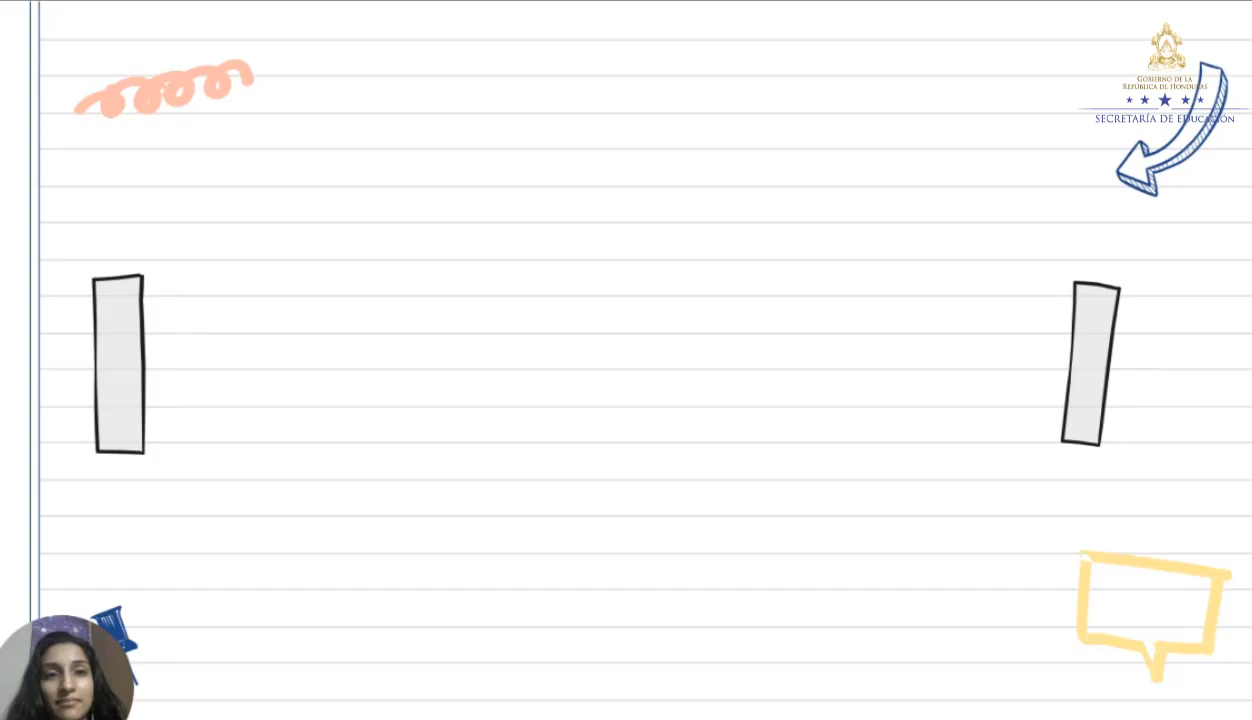 GOBIERNO DE LA
REPÚBLICA DE HONDURAS
SECRETARÍA DE EDUCACIÓN